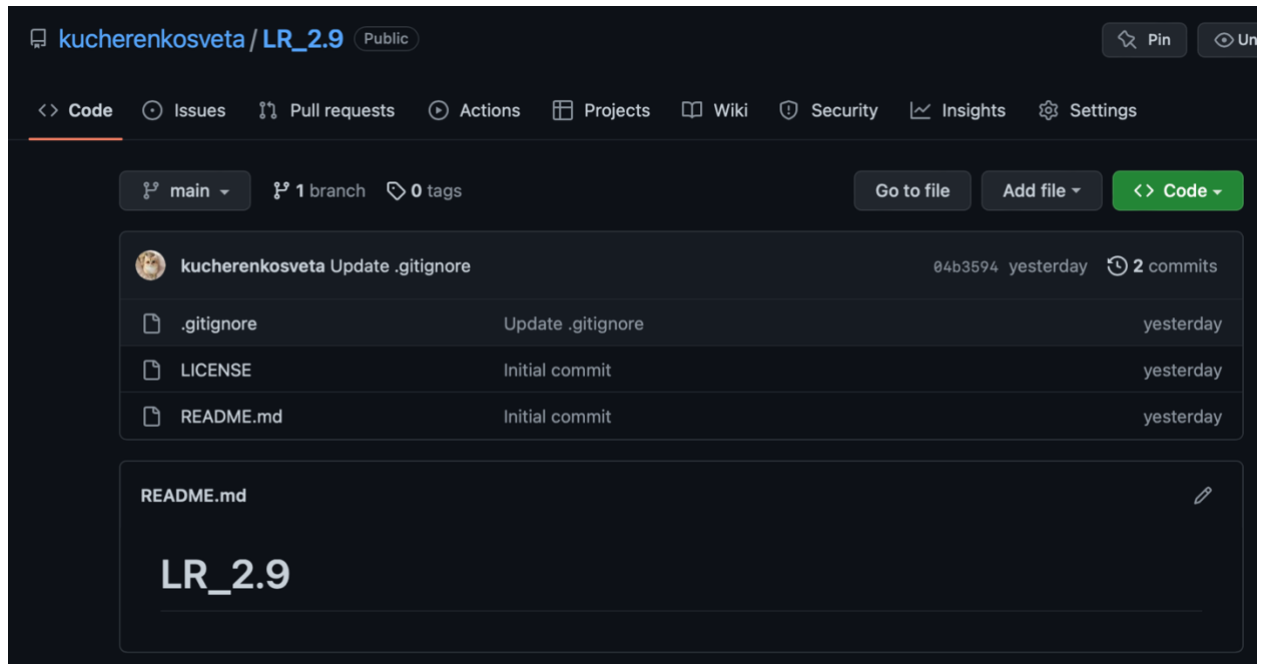 kucherenkosveta / LR_2.9 Public Pin Un
Code Issues Pull requests Actions Projects Wiki Security Insights Settings
main 1 branch 0 tags Go to file Add file Code
kucherenkosveta Update .gitignore 04b3594 yesterday 2 commits
.gitignore Update .gitignore yesterday
LICENSE Initial commit yesterday
README.md Initial commit yesterday
README.md
LR_2.9